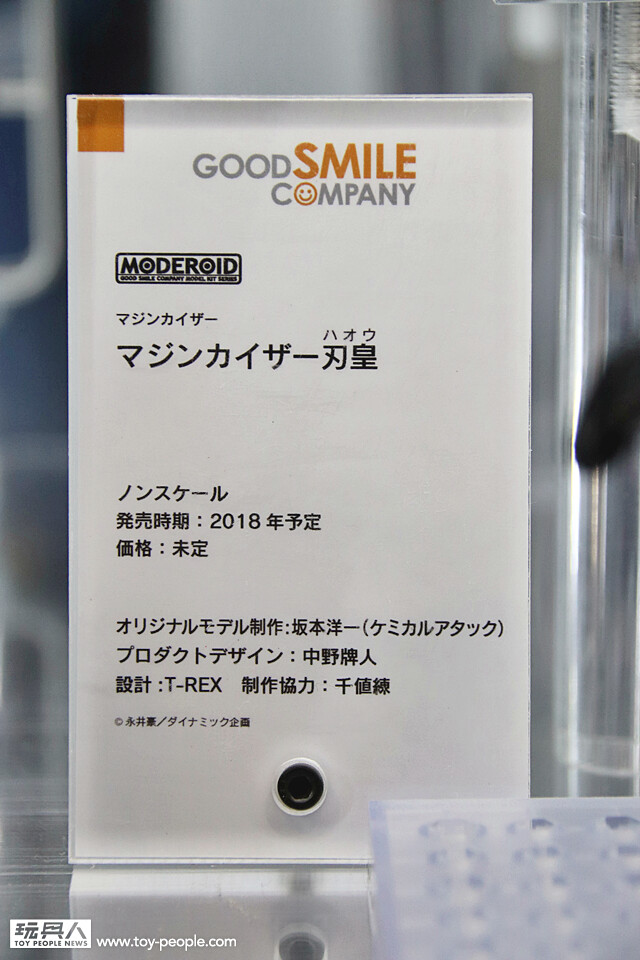 GOODSMILE
COMPANY
MODEROID
GOOD SMILE COMPANY MODEL KIT SERIES
マジンカイザー
ハオウ
マジンカイザー刃皇
ノンスケール
発売時期：2018年予定
価格：未定
オリジナルモデル制作:坂本洋一（ケミカルアタック）
プロダクトデザイン：中野牌人
設計:T-REX　制作協力：千値練
© 永井豪／ダイナミック企画
玩具人
TOY PEOPLE NEWS
www.toy-people.com